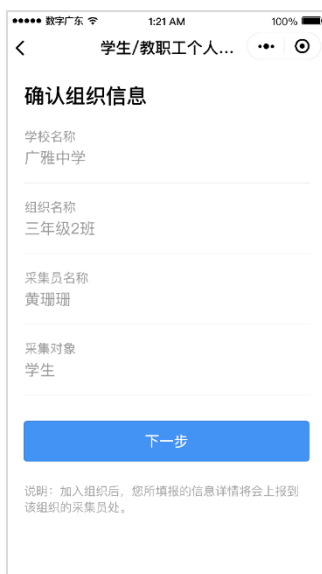 数字广东 1:21 AM 100%
学生/教职工个人...
确认组织信息
学校名称
广雅中学
组织名称
三年级2班
采集员名称
黄珊珊
采集对象
学生
下一步
说明：加入组织后，您所填报的信息详情将会上报到
该组织的采集员处。